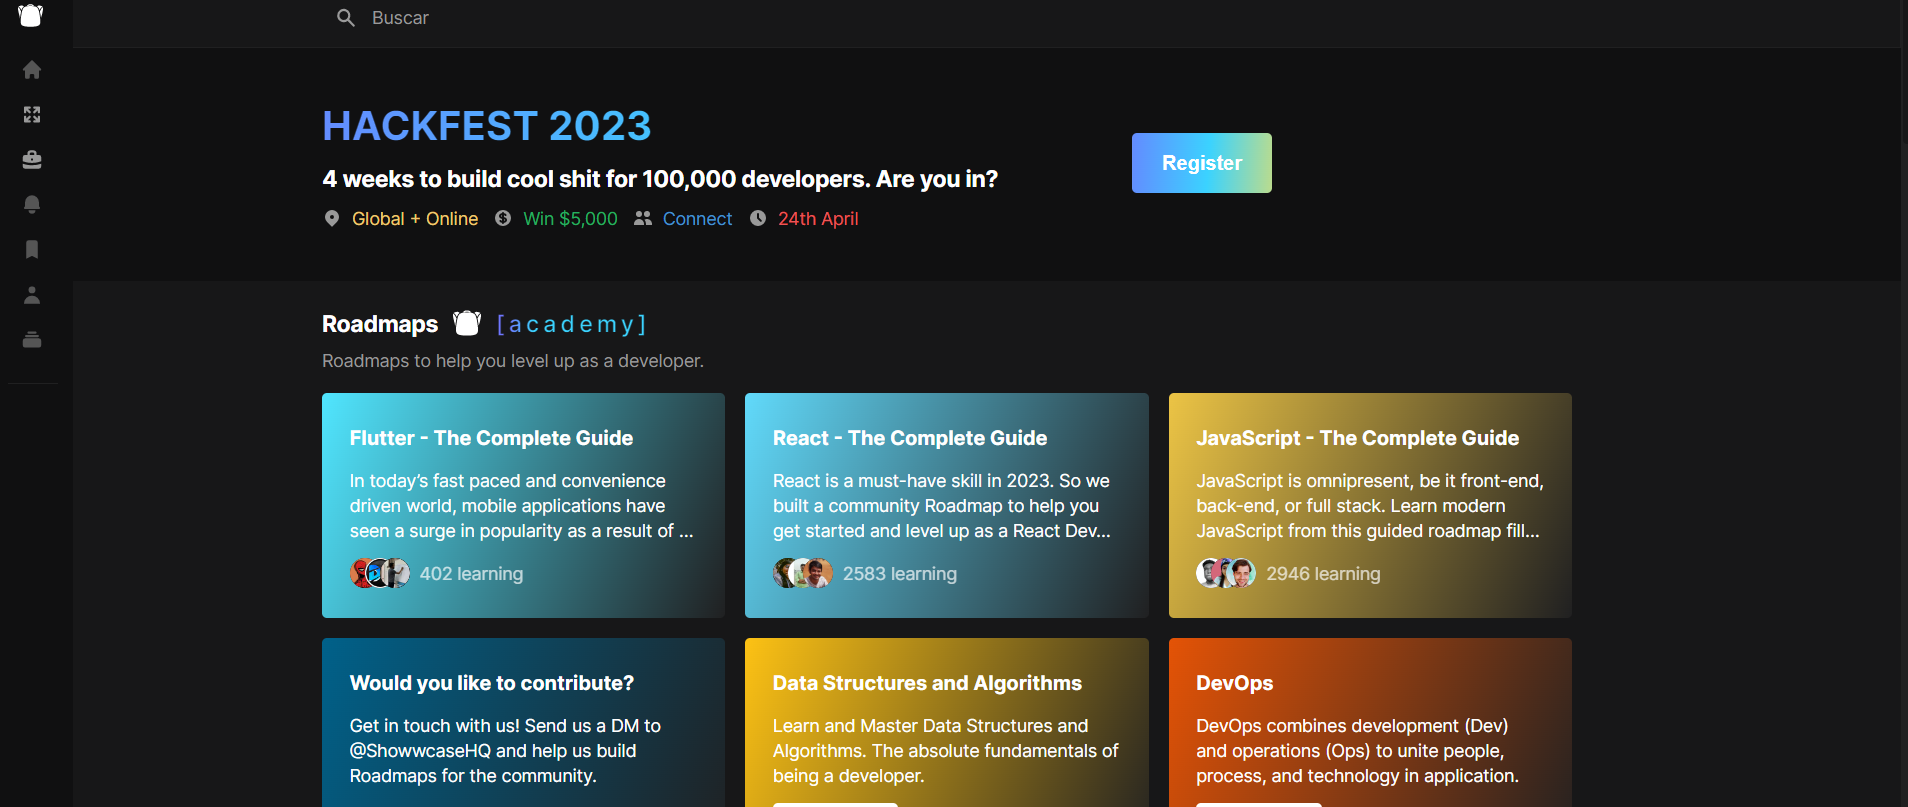 Buscar
HACKFEST 2023
4 weeks to build cool shit for 100,000 developers. Are you in?
Global + Online Win $5,000 Connect 24th April
Register
Roadmaps [academy]
Roadmaps to help you level up as a developer.
Flutter - The Complete Guide
In today’s fast paced and convenience
driven world, mobile applications have
seen a surge in popularity as a result of ...
402 learning
React - The Complete Guide
React is a must-have skill in 2023. So we
built a community Roadmap to help you
get started and level up as a React Dev...
2583 learning
JavaScript - The Complete Guide
JavaScript is omnipresent, be it front-end,
back-end, or full stack. Learn modern
JavaScript from this guided roadmap fill...
2946 learning
Would you like to contribute?
Get in touch with us! Send us a DM to
@ShowwcaseHQ and help us build
Roadmaps for the community.
Data Structures and Algorithms
Learn and Master Data Structures and
Algorithms. The absolute fundamentals of
being a developer.
DevOps
DevOps combines development (Dev)
and operations (Ops) to unite people,
process, and technology in application.